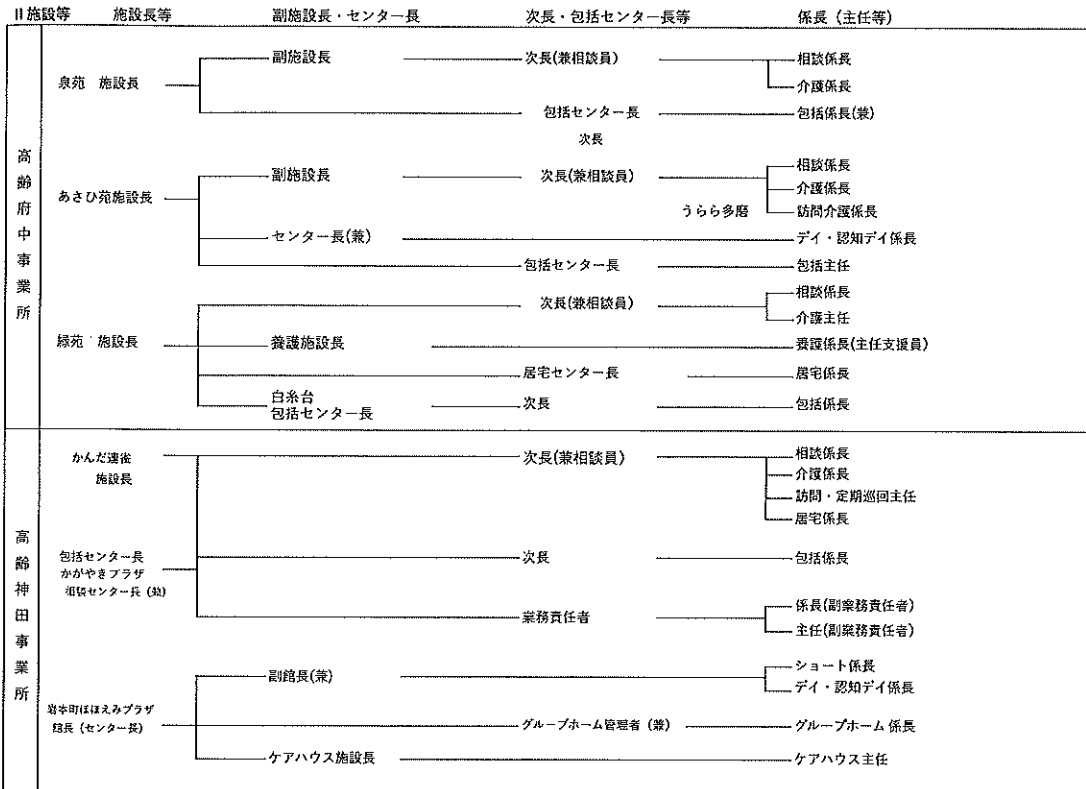 Ⅱ施設等 施設長等 副施設長・センター長 次長・包括センター長等 係長(主任等)
高齢府中事業所
泉苑 施設長 副施設長 次長(兼相談員) 相談係長
介護係長
包括センター長 包括係長(兼)
次長
あさひ苑施設長 副施設長 次長(兼相談員) 相談係長
介護係長
うらら多磨 訪問介護係長
センター長(兼) デイ・認知デイ係長
包括センター長 包括主任
緑苑 施設長 次長(兼相談員) 相談係長
介護主任
養護施設長 養護係長(主任支援員)
居宅センター長 居宅係長
白糸台
包括センター長 次長 包括係長
高齢神田事業所
かんだ連雀
施設長 次長(兼相談員) 相談係長
介護係長
訪問・定期巡回主任
居宅係長
包括センター長 次長 包括係長
かがやきプラザ
相談センター長(兼)
業務責任者 係長(副業務責任者)
主任(副業務責任者)
副館長(兼) ショート係長
デイ・認知デイ係長
岩本町ほほえみプラザ
館長(センター長) グループホーム管理者(兼) グループホーム係長
ケアハウス施設長 ケアハウス主任